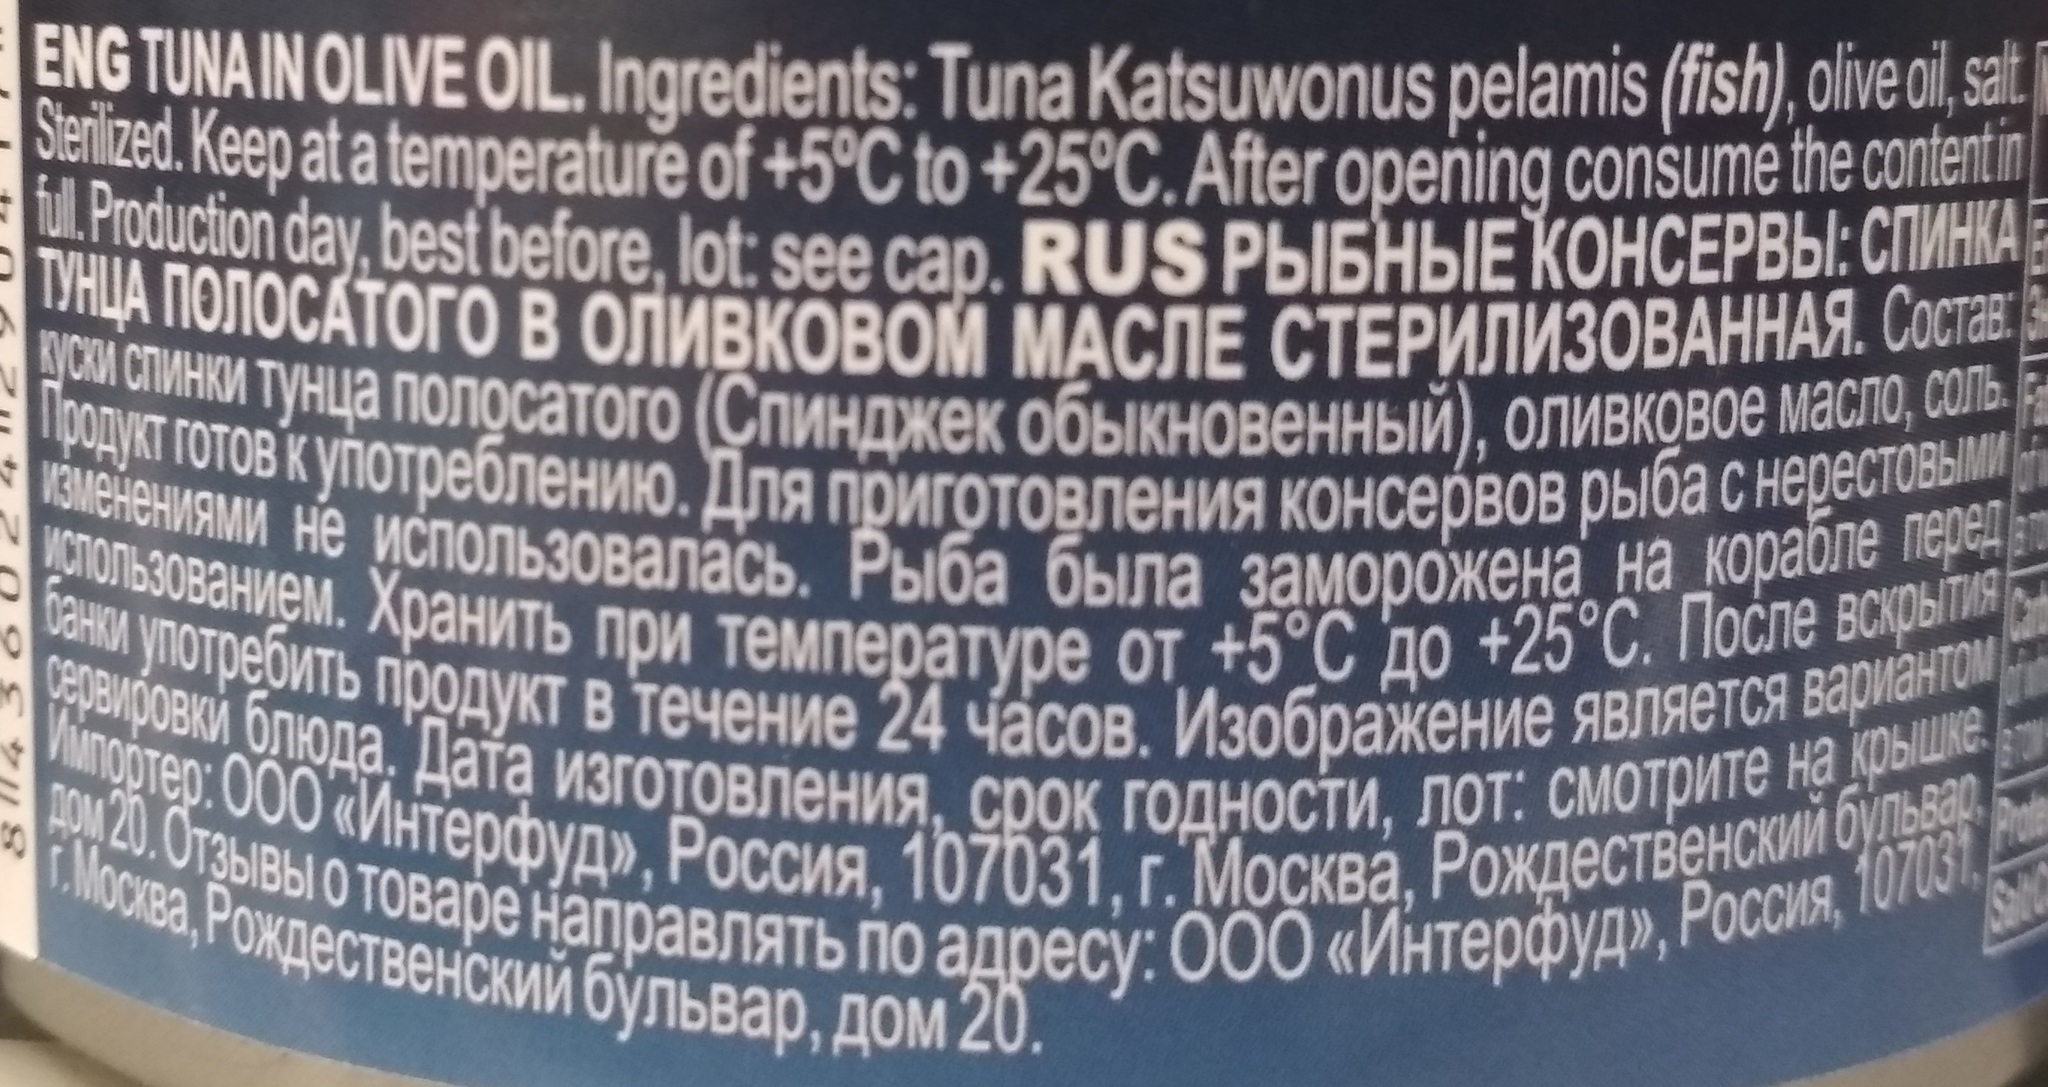 ENG TUNA IN OLIVE OIL. Ingredients: Tuna Katsuwonus pelamis (fish), olive oil, salt.
Sterilized. Keep at a temperature of +5ºC to +25ºC. After opening consume the content in
full. Production day, best before, lot: see cap. RUS РЫБНЫЕ КОНСЕРВЫ: СПИНКА
ТУНЦА ПОЛОСАТОГО В ОЛИВКОВОМ МАСЛЕ СТЕРИЛИЗОВАННАЯ. Состав:
куски спинки тунца полосатого (Спинджек обыкновенный), оливковое масло, соль.
Продукт готов к употреблению. Для приготовления консервов рыба с нерестовыми
изменениями не использовалась. Рыба была заморожена на корабле перед
использованием. Хранить при температуре от +5°C до +25°C. После вскрытия
банки употребить продукт в течение 24 часов. Изображение является вариантом
сервировки блюда. Дата изготовления, срок годности, лот: смотрите на крышке.
Импортер: ООО «Интерфуд», Россия, 107031, г. Москва, Рождественский бульвар,
дом 20. Отзывы о товаре направлять по адресу: ООО «Интерфуд», Россия, 107031,
г. Москва, Рождественский бульвар, дом 20.